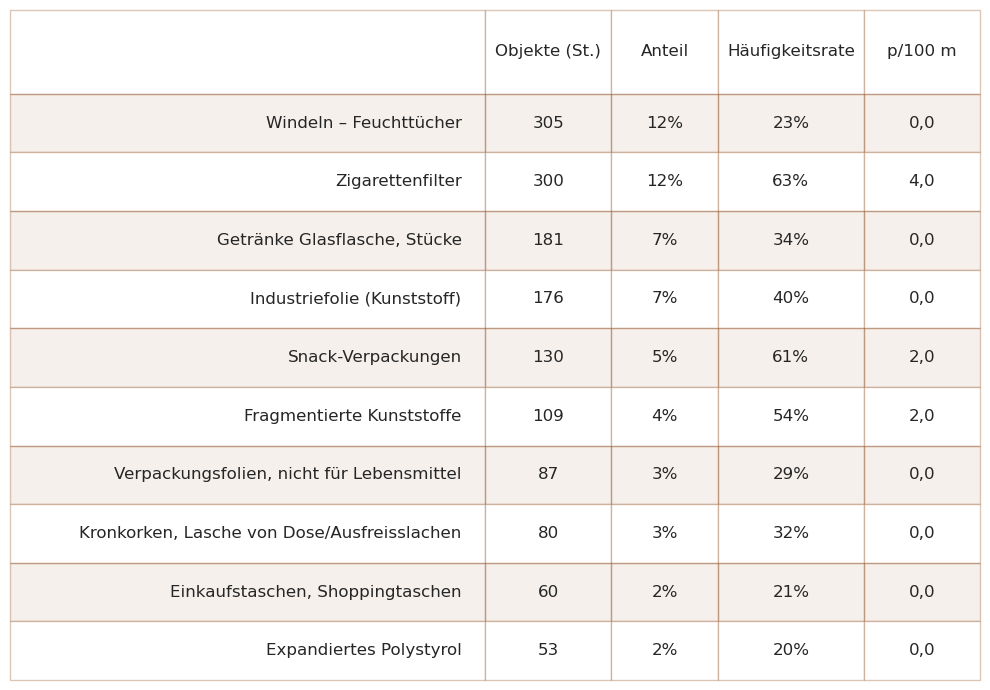 Objekte (St.) Anteil Häufigkeitsrate p/100 m
Windeln – Feuchttücher 305 12% 23% 0,0
Zigarettenfilter 300 12% 63% 4,0
Getränke Glasflasche, Stücke 181 7% 34% 0,0
Industriefolie (Kunststoff) 176 7% 40% 0,0
Snack-Verpackungen 130 5% 61% 2,0
Fragmentierte Kunststoffe 109 4% 54% 2,0
Verpackungsfolien, nicht für Lebensmittel 87 3% 29% 0,0
Kronkorken, Lasche von Dose/Ausfreisslachen 80 3% 32% 0,0
Einkaufstaschen, Shoppingtaschen 60 2% 21% 0,0
Expandiertes Polystyrol 53 2% 20% 0,0